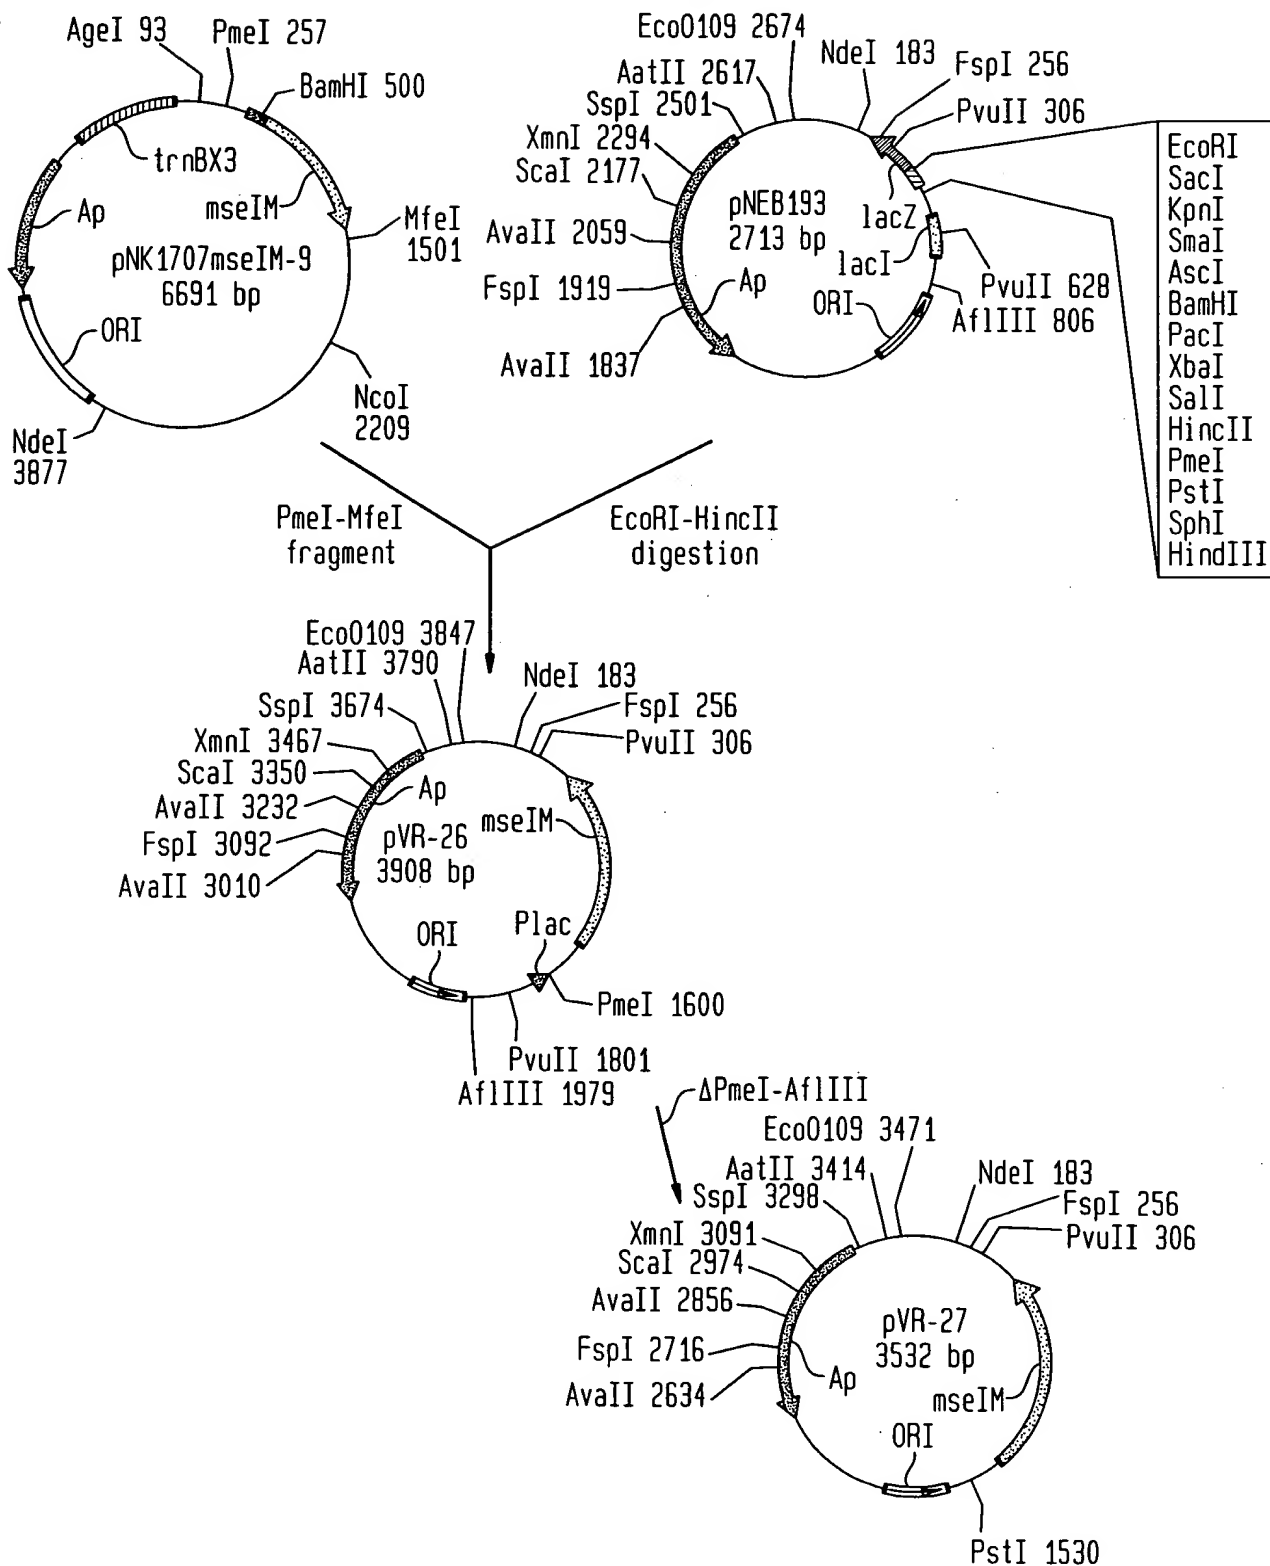 AgeI 93
PmeI 257
BamHI 500
trnBX3
mseIM
Ap
MfeI
1501
pNK1707mseIM-9
6691 bp
ORI
NcoI
2209
NdeI
3877
EcoO109 2674
NdeI 183
AatII 2617
FspI 256
SspI 2501
PvuII 306
XmnI 2294
ScaI 2177
pNEB193
2713 bp
lacZ
AvaII 2059
lacI
FspI 1919
Ap
PvuII 628
ORI
AflIII 806
AvaII 1837
EcoRI
SacI
KpnI
SmaI
AscI
BamHI
PacI
XbaI
SalI
HincII
PmeI
PstI
SphI
HindIII
PmeI-MfeI
fragment
EcoRI-HincII
digestion
EcoO109 3847
AatII 3790
NdeI 183
SspI 3674
FspI 256
XmnI 3467
PvuII 306
ScaI 3350
Ap
AvaII 3232
mseIM
FspI 3092
pVR-26
3908 bp
AvaII 3010
Plac
ORI
PmeI 1600
PvuII 1801
AflIII 1979
ΔPmeI-AflIII
EcoO109 3471
AatII 3414
NdeI 183
SspI 3298
FspI 256
XmnI 3091
PvuII 306
ScaI 2974
AvaII 2856
pVR-27
3532 bp
FspI 2716
Ap
AvaII 2634
mseIM
ORI
PstI 1530